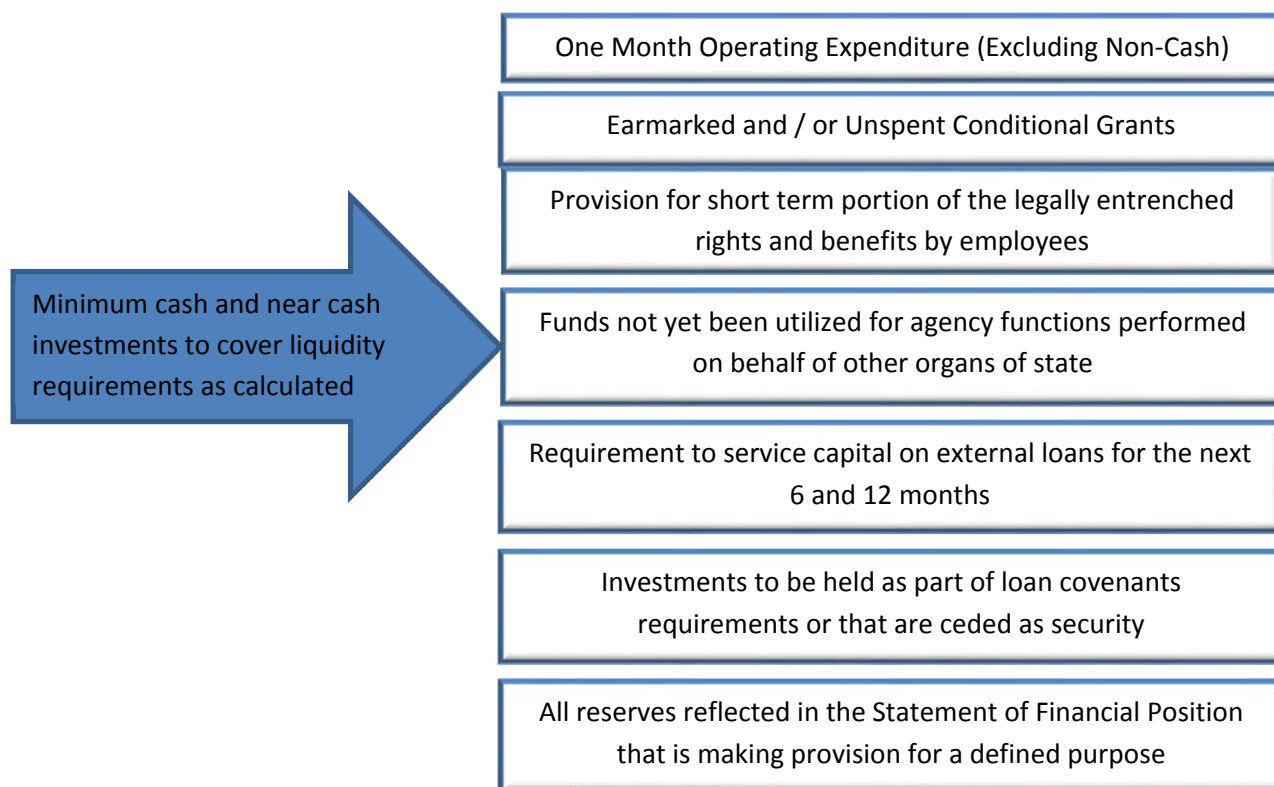 One Month Operating Expenditure (Excluding Non-Cash)
Earmarked and / or Unspent Conditional Grants
Provision for short term portion of the legally entrenched
rights and benefits by employees
Minimum cash and near cash
investments to cover liquidity
requirements as calculated
Funds not yet been utilized for agency functions performed
on behalf of other organs of state
Requirement to service capital on external loans for the next
6 and 12 months
Investments to be held as part of loan covenants
requirements or that are ceded as security
All reserves reflected in the Statement of Financial Position
that is making provision for a defined purpose